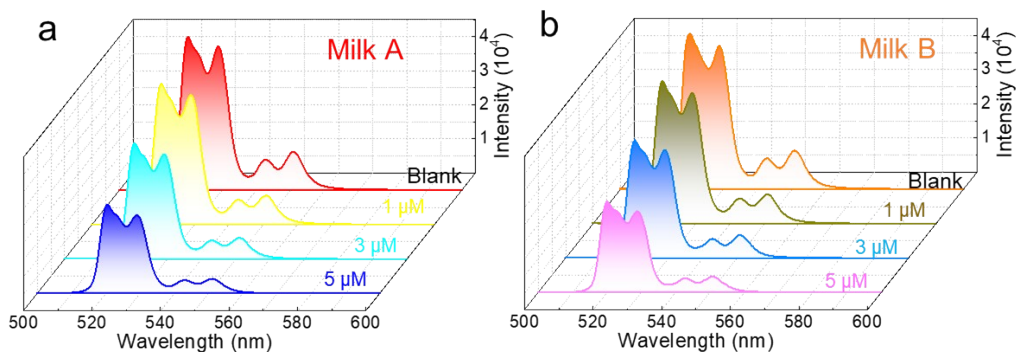 a
Milk A
4
3
2
1
Intensity (10⁴)
Blank
1 µM
3 µM
5 µM
500 520 540 560 580 600
Wavelength (nm)
b
Milk B
4
3
2
1
Intensity (10⁴)
Blank
1 µM
3 µM
5 µM
500 520 540 560 580 600
Wavelength (nm)